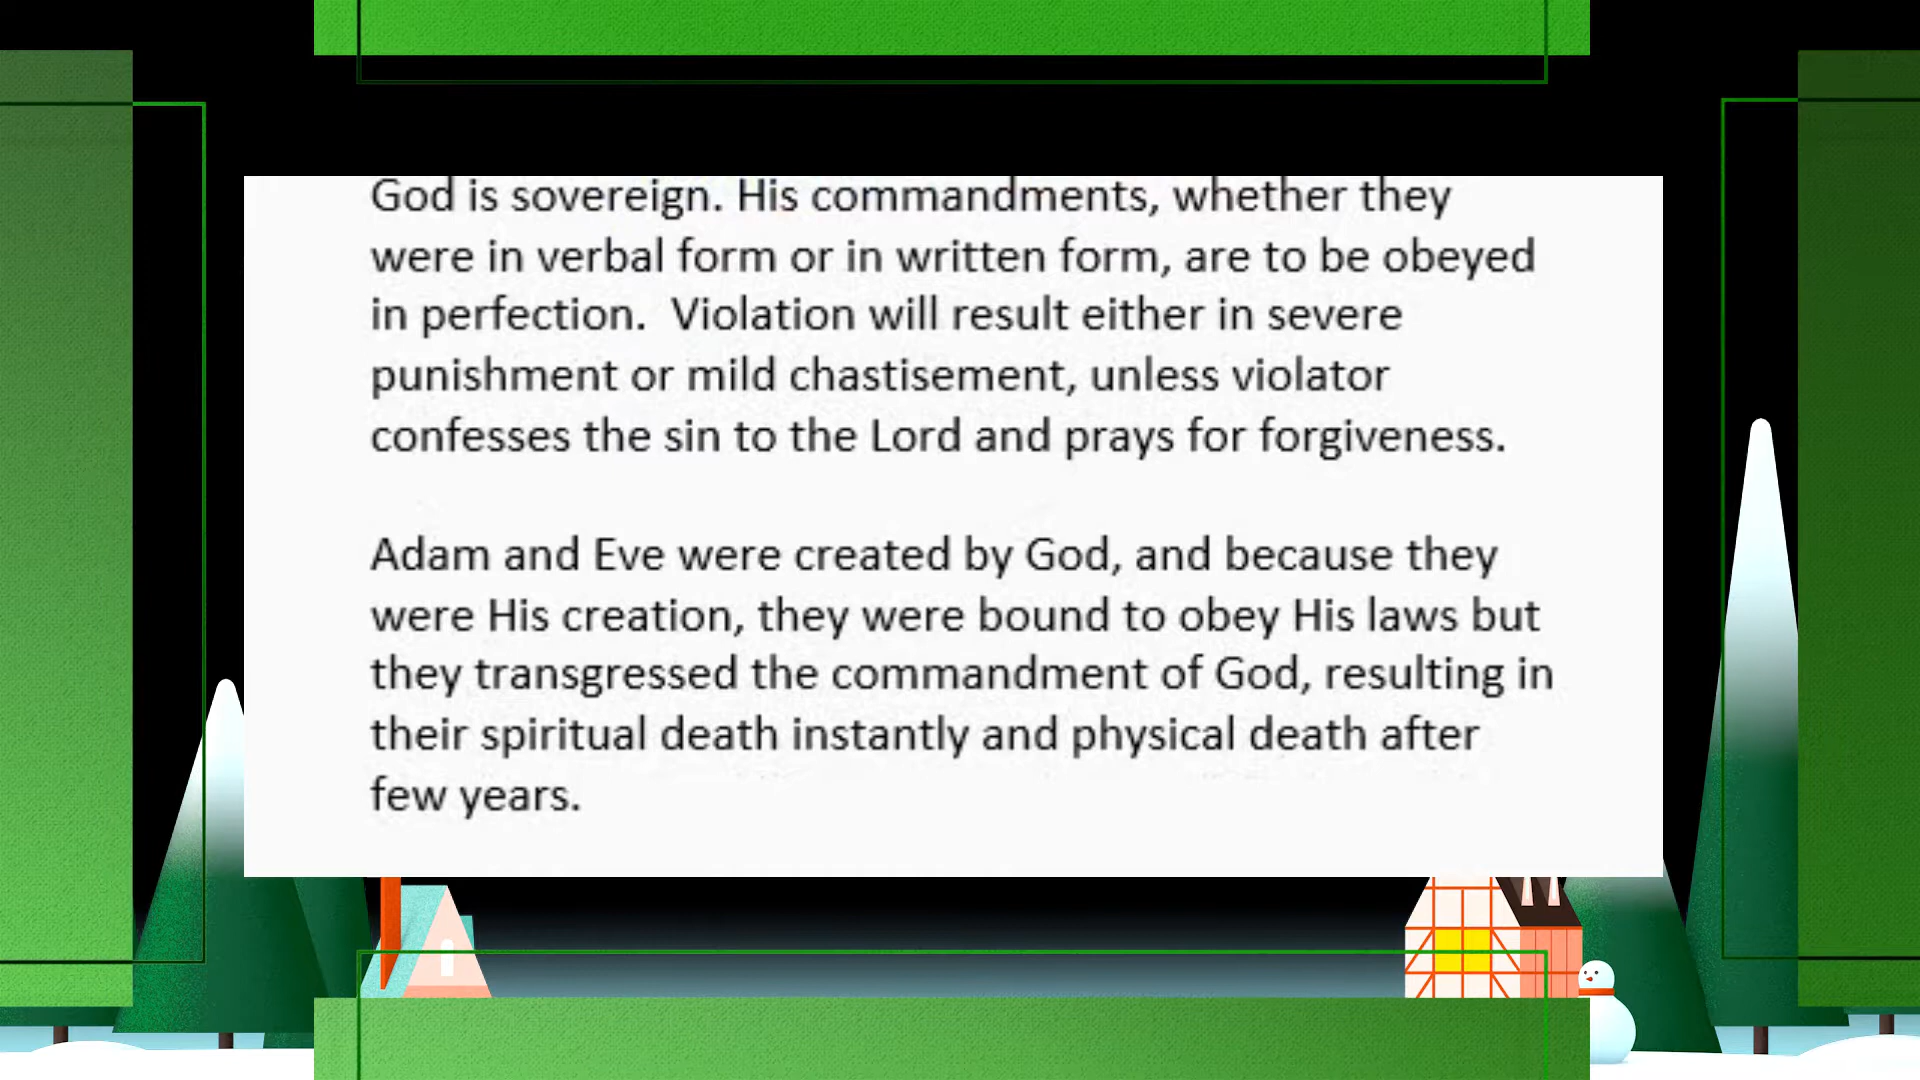 God is sovereign. His commandments, whether they
were in verbal form or in written form, are to be obeyed
in perfection.  Violation will result either in severe
punishment or mild chastisement, unless violator
confesses the sin to the Lord and prays for forgiveness.
Adam and Eve were created by God, and because they
were His creation, they were bound to obey His laws but
they transgressed the commandment of God, resulting in
their spiritual death instantly and physical death after
few years.